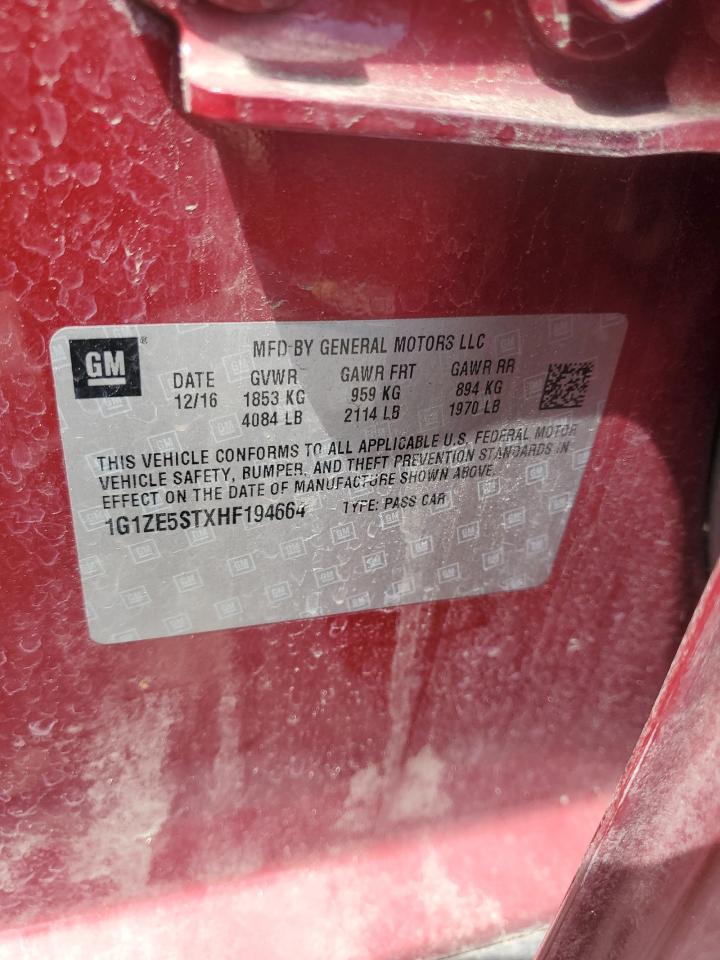 GM ® MFD BY GENERAL MOTORS LLC
DATE GVWR GAWR FRT GAWR RR
12/16 1853 KG 959 KG 894 KG
4084 LB 2114 LB 1970 LB
THIS VEHICLE CONFORMS TO ALL APPLICABLE U.S. FEDERAL MOTOR
VEHICLE SAFETY, BUMPER, AND THEFT PREVENTION STANDARDS IN
EFFECT ON THE DATE OF MANUFACTURE SHOWN ABOVE.
1G1ZE5STXHF194664 TYPE: PASS CAR